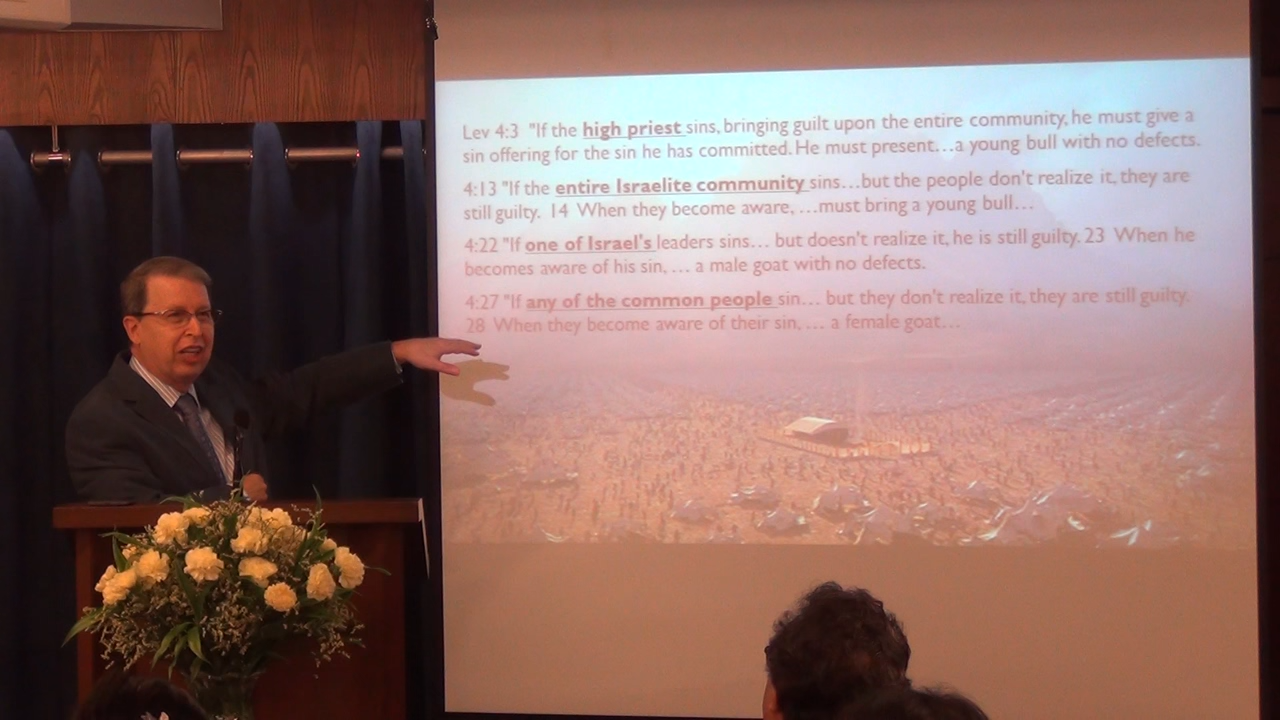 Lev 4:3 "If the high priest sins, bringing guilt upon the entire community, he must give a
sin offering for the sin he has committed. He must present…a young bull with no defects.
4:13 "If the entire Israelite community sins…but the people don't realize it, they are
still guilty. 14 When they become aware, …must bring a young bull…
4:22 "If one of Israel's leaders sins… but doesn't realize it, he is still guilty. 23 When he
becomes aware of his sin, … a male goat with no defects.
4:27 "If any of the common people sin… but they don't realize it, they are still guilty.
28 When they become aware of their sin, … a female goat…